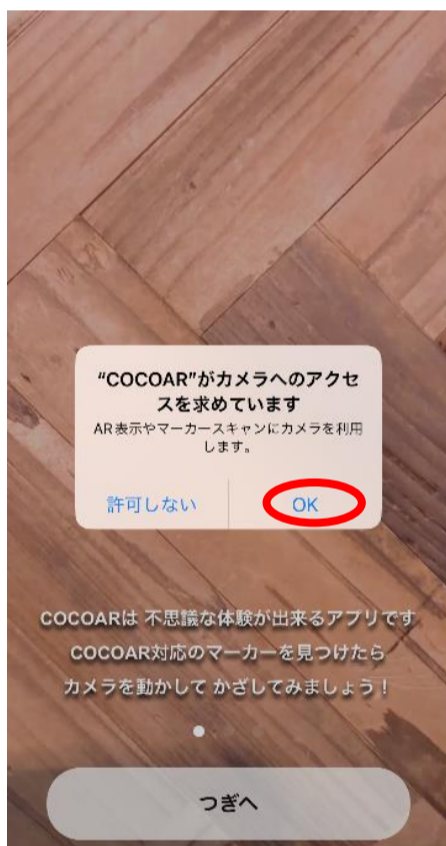 “COCOAR”がカメラへのアクセ
スを求めています
AR表示やマーカースキャンにカメラを利用
します。
許可しない
OK
COCOARは 不思議な体験が出来るアプリです
COCOAR対応のマーカーを見つけたら
カメラを動かして かざしてみましょう！
つぎへ